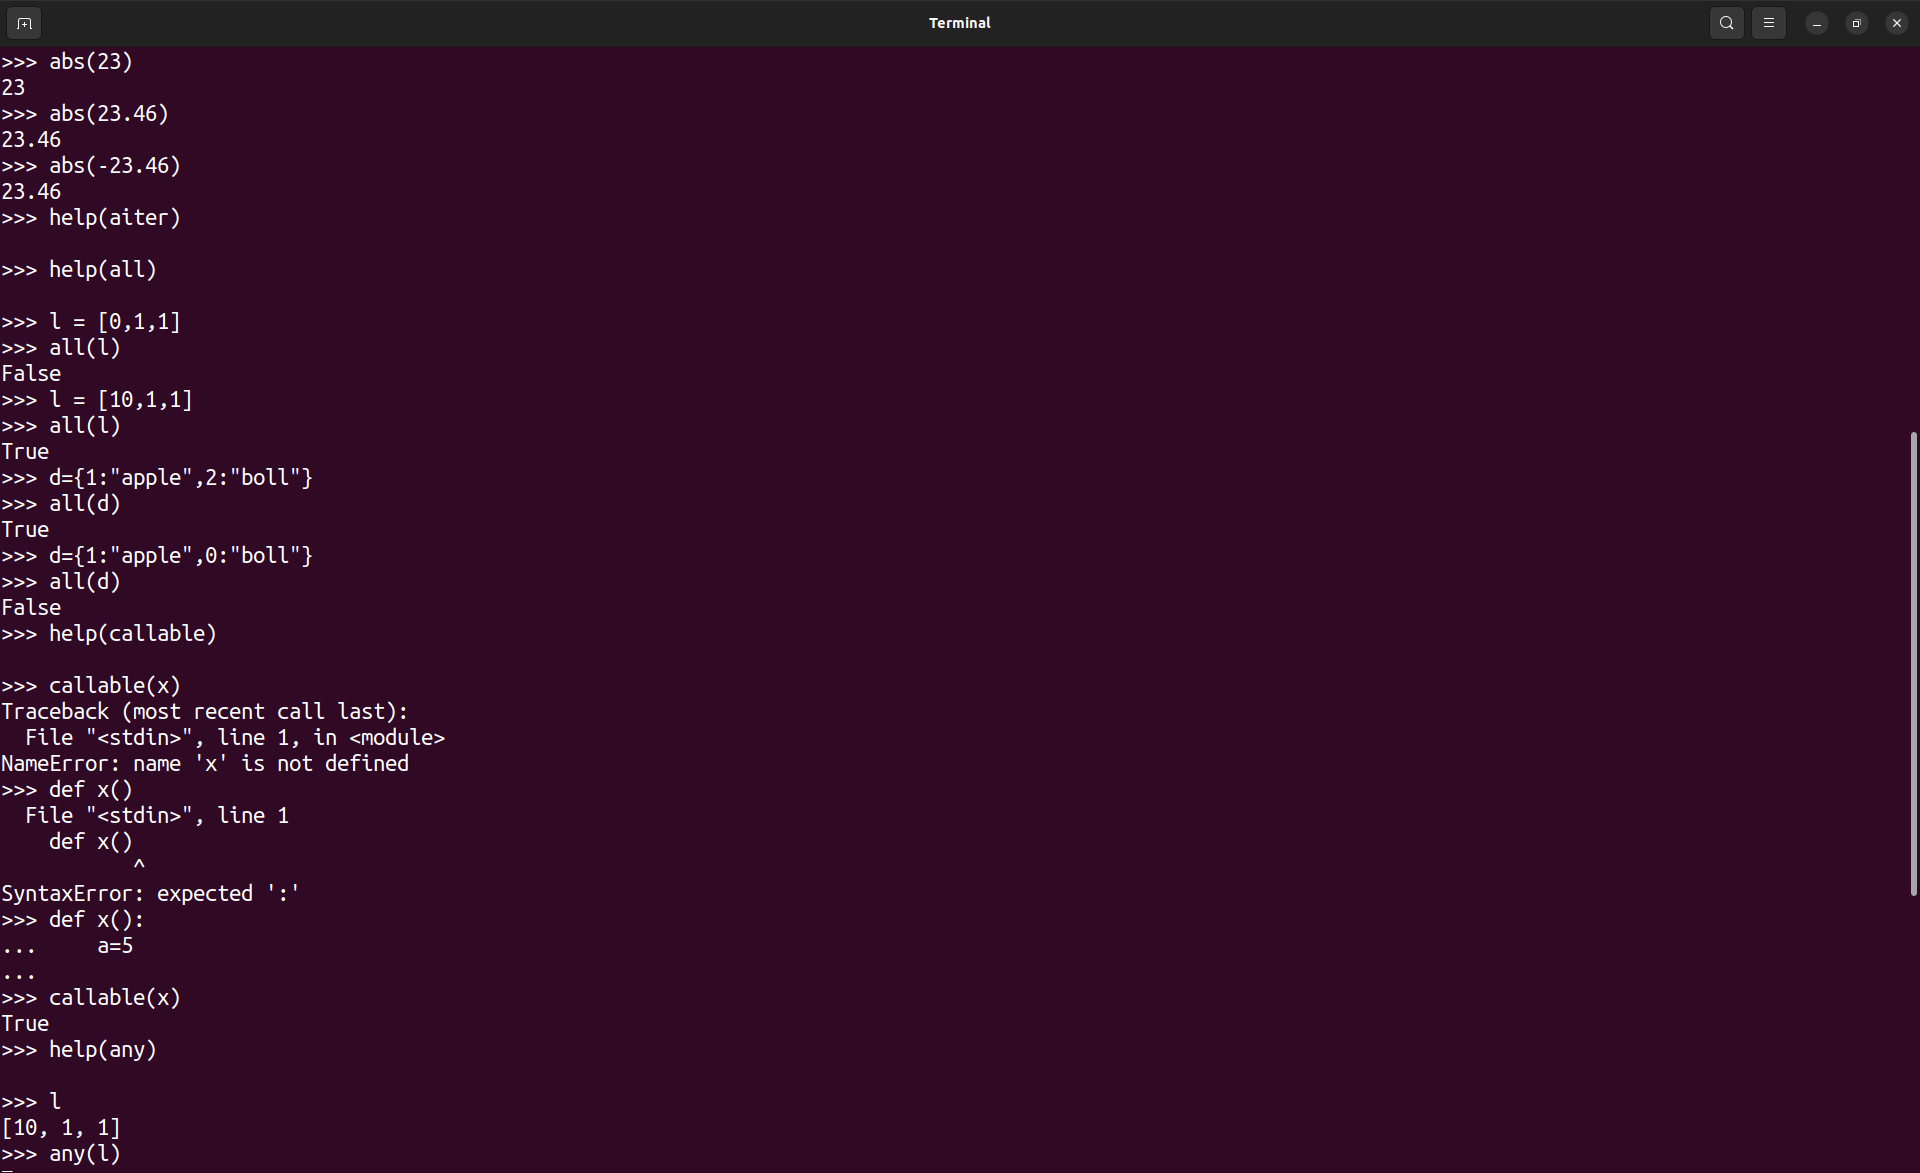 Terminal
>>> abs(23)
23
>>> abs(23.46)
23.46
>>> abs(-23.46)
23.46
>>> help(aiter)

>>> help(all)

>>> l = [0,1,1]
>>> all(l)
False
>>> l = [10,1,1]
>>> all(l)
True
>>> d={1:"apple",2:"boll"}
>>> all(d)
True
>>> d={1:"apple",0:"boll"}
>>> all(d)
False
>>> help(callable)

>>> callable(x)
Traceback (most recent call last):
  File "<stdin>", line 1, in <module>
NameError: name 'x' is not defined
>>> def x()
  File "<stdin>", line 1
    def x()
           ^
SyntaxError: expected ':'
>>> def x():
...     a=5
...
>>> callable(x)
True
>>> help(any)

>>> l
[10, 1, 1]
>>> any(l)